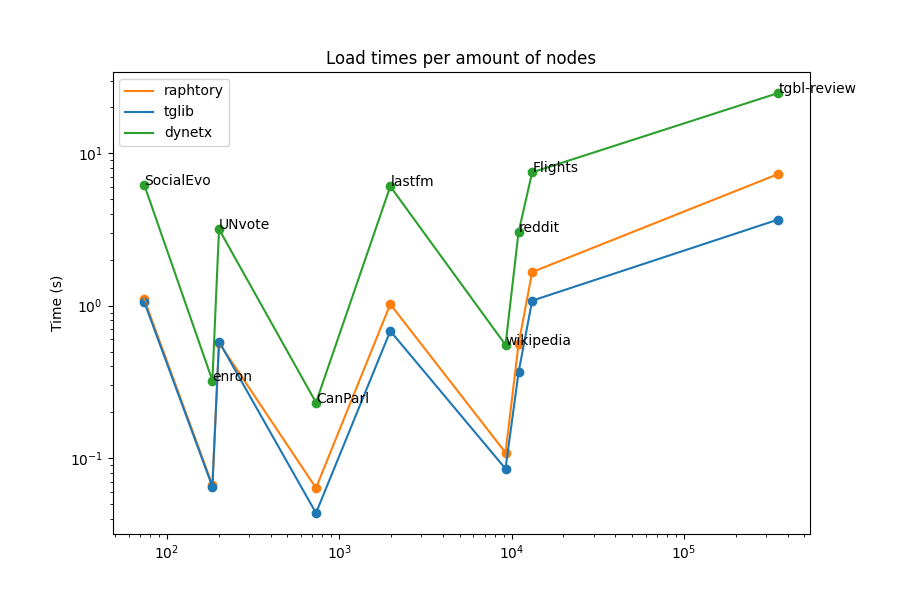 Load times per amount of nodes
raphtory
tglib
dynetx
tgbl-review
SocialEvo
Flights
lastfm
UNvote
reddit
wikipedia
enron
CanParl
Time (s)
10¹
10⁰
10⁻¹
10² 10³ 10⁴ 10⁵